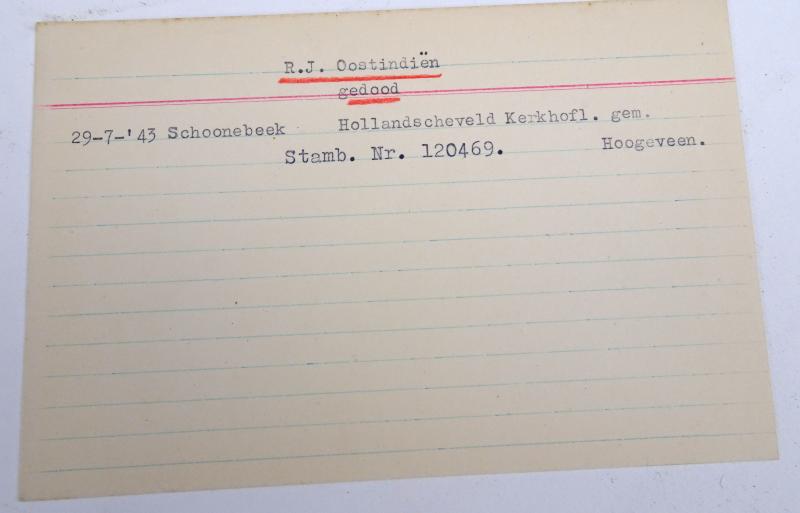 R.J. Oostindiën
gedood
29-7-'43 Schoonebeek Hollandscheveld Kerkhofl. gem.
Stamb. Nr. 120469. Hoogeveen.